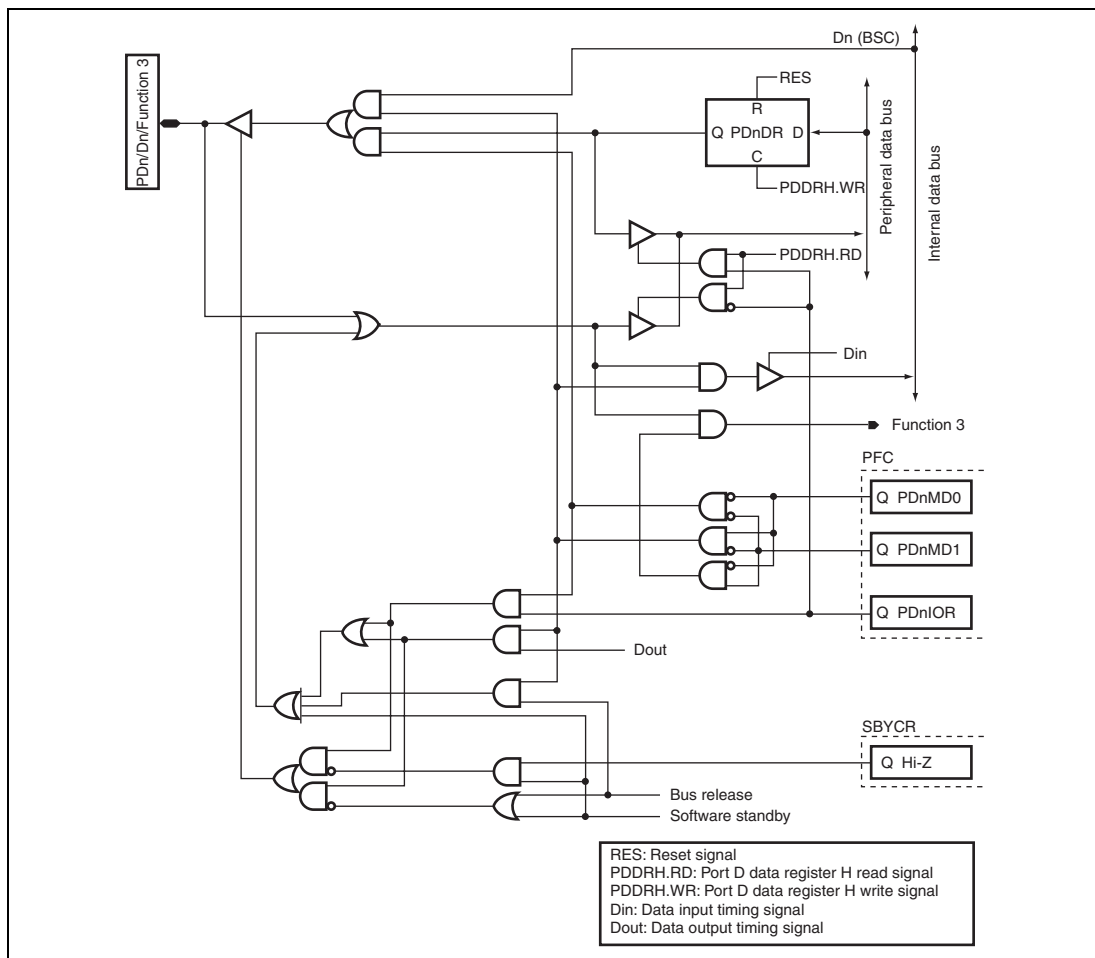 Dn (BSC)
PDn/Dn/Function 3
RES
R
Q PDnDR D
C
PDDRH.WR
Peripheral data bus
Internal data bus
PDDRH.RD
Din
Function 3
PFC
Q PDnMD0
Q PDnMD1
Q PDnIOR
Dout
SBYCR
Q Hi-Z
Bus release
Software standby
RES: Reset signal
PDDRH.RD: Port D data register H read signal
PDDRH.WR: Port D data register H write signal
Din: Data input timing signal
Dout: Data output timing signal